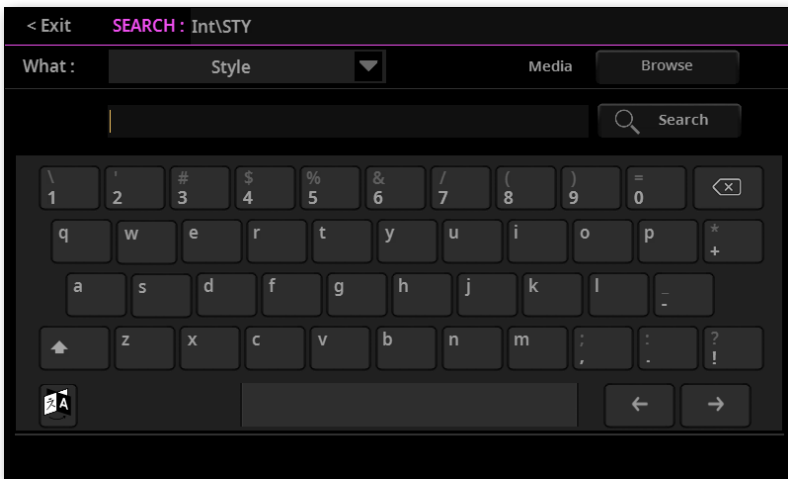 < Exit SEARCH : Int\STY
What : Style Media Browse
Search
\ ' # $ % & / ( ) =
1 2 3 4 5 6 7 8 9 0
q w e r t y u i o p * +
a s d f g h j k l _ -
z x c v b n m ; , : . ? !
ス A
← →